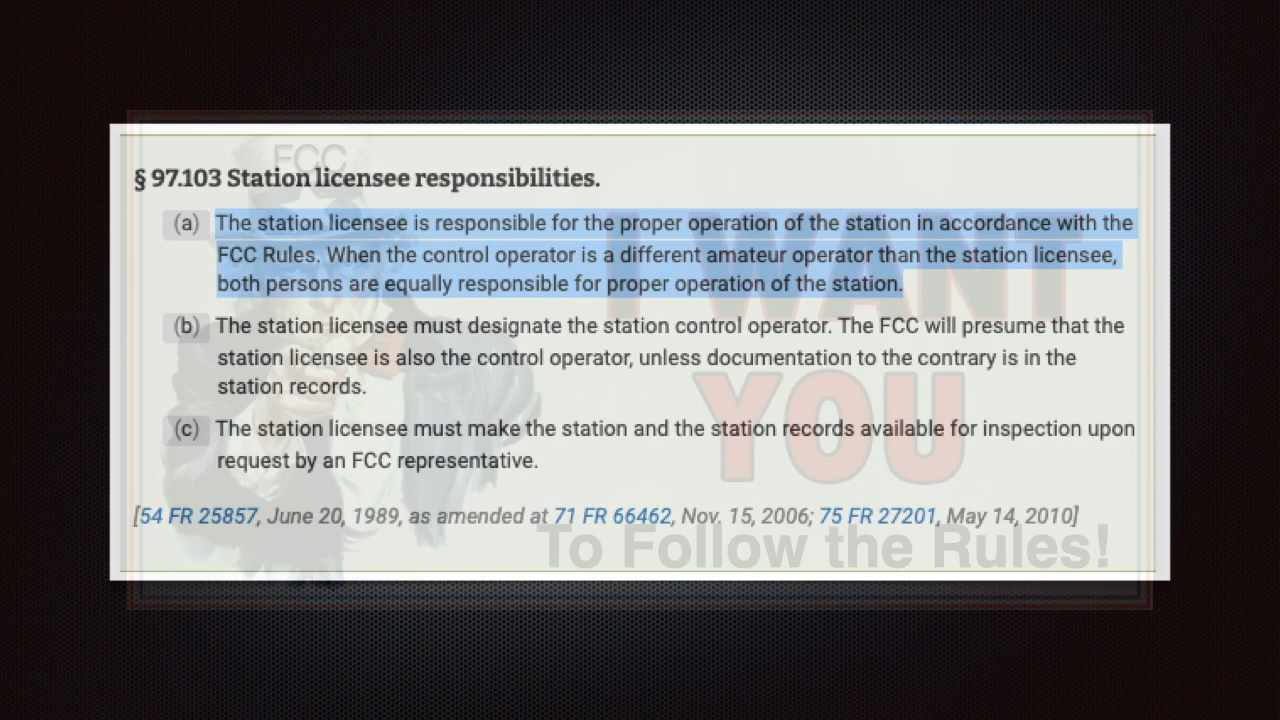 FCC
§ 97.103 Station licensee responsibilities.
(a) The station licensee is responsible for the proper operation of the station in accordance with the
FCC Rules. When the control operator is a different amateur operator than the station licensee,
both persons are equally responsible for proper operation of the station.
(b) The station licensee must designate the station control operator. The FCC will presume that the
station licensee is also the control operator, unless documentation to the contrary is in the
station records.
(c) The station licensee must make the station and the station records available for inspection upon
request by an FCC representative.
[54 FR 25857, June 20, 1989, as amended at 71 FR 66462, Nov. 15, 2006; 75 FR 27201, May 14, 2010]
I WANT
YOU
To Follow the Rules!